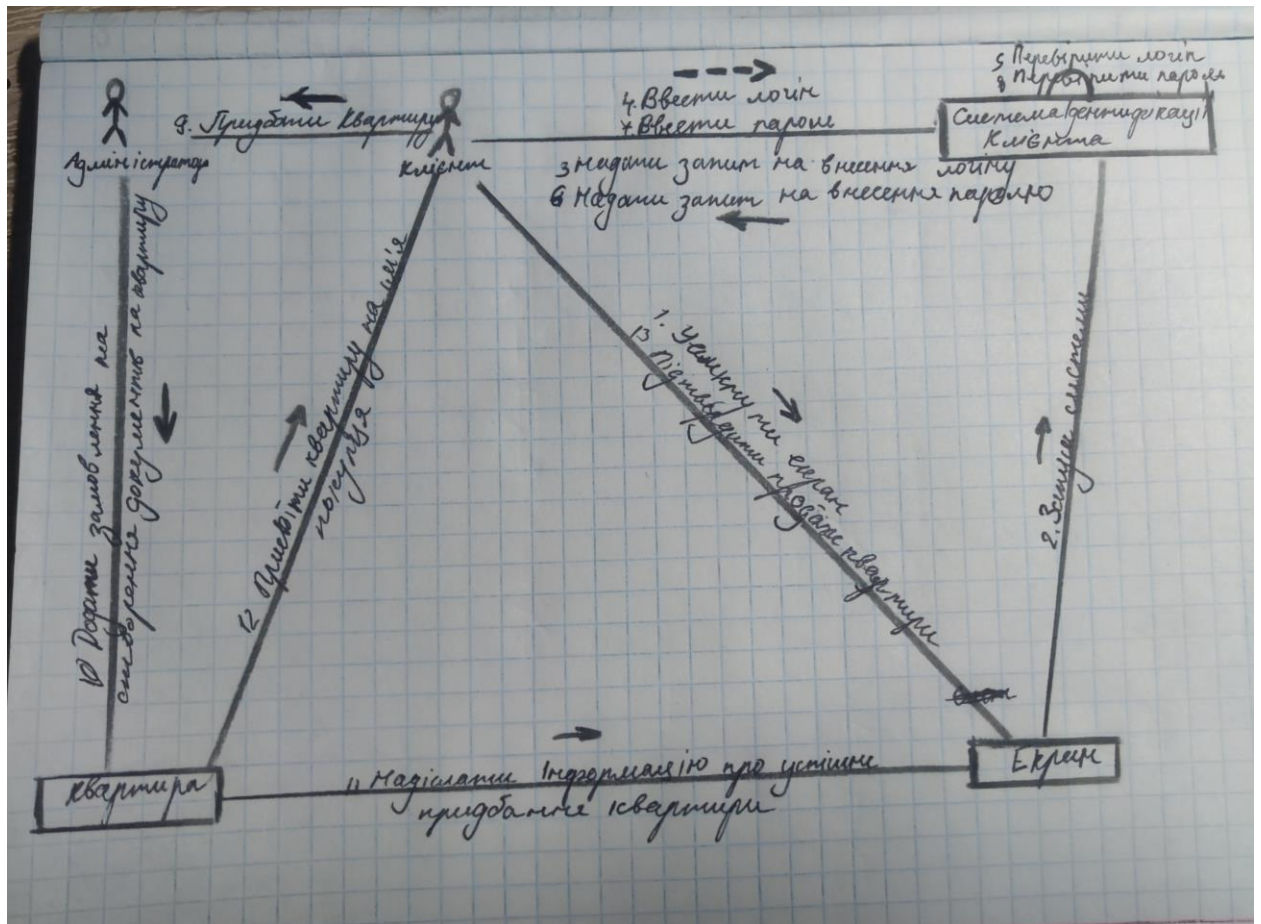 5 Перевірити логін
8 Перевірити пароль
4. Ввести логін
7 Ввести пароль
9. Придбати Квартиру
Система Ідентифікації
Клієнта
Адміністратор
Клієнт
3 Надати запит на внесення логіну
6 Надати запит на внесення паролю
10 Додати замовлення на
документів на квартиру
12 Присвоїти квартиру на ім'я
покупця
1. Увімкнути екран
13 Підтвердити продаж квартири
2. Запуск системи
квартира
11 Надіслати Інформацію про успішне
придбання квартири
Екран